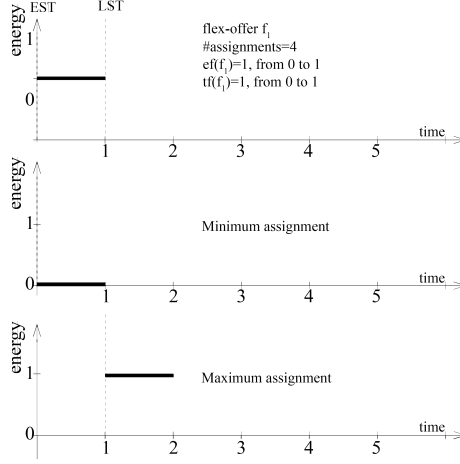 EST LST
energy
1
0
flex-offer f1
#assignments=4
ef(f1)=1, from 0 to 1
tf(f1)=1, from 0 to 1
time
1 2 3 4 5
energy
1
0
Minimum assignment
time
1 2 3 4 5
energy
1
0
Maximum assignment
time
1 2 3 4 5